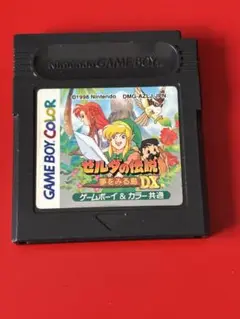 Nintendo GAME BOY
©1998 Nintendo
DMG-AZLJ-JPN
GAME BOY COLOR
ゼルダの伝説
夢をみる島
DX
ゲームボーイ & カラー共通